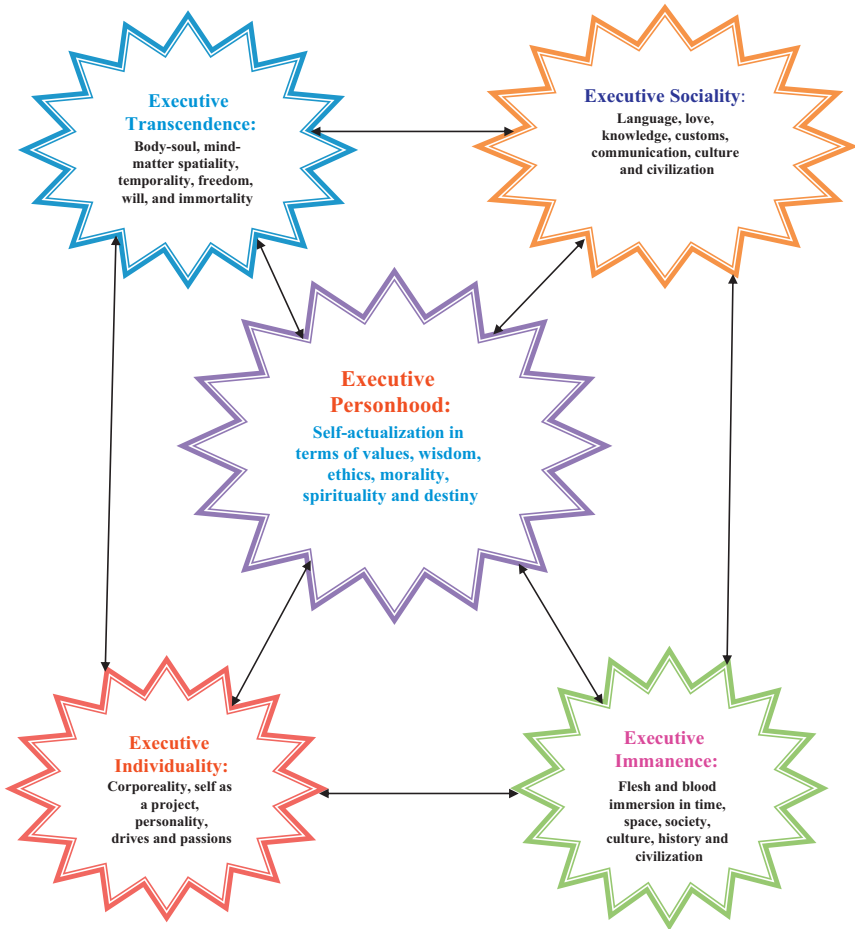 Executive
Transcendence:
Body-soul, mind-
matter spatiality,
temporality, freedom,
will, and immortality
Executive Sociality:
Language, love,
knowledge, customs,
communication, culture
and civilization
Executive
Personhood:
Self-actualization in
terms of values, wisdom,
ethics, morality,
spirituality and destiny
Executive
Individuality:
Corporeality, self as
a project,
personality,
drives and passions
Executive
Immanence:
Flesh and blood
immersion in time,
space, society,
culture, history and
civilization